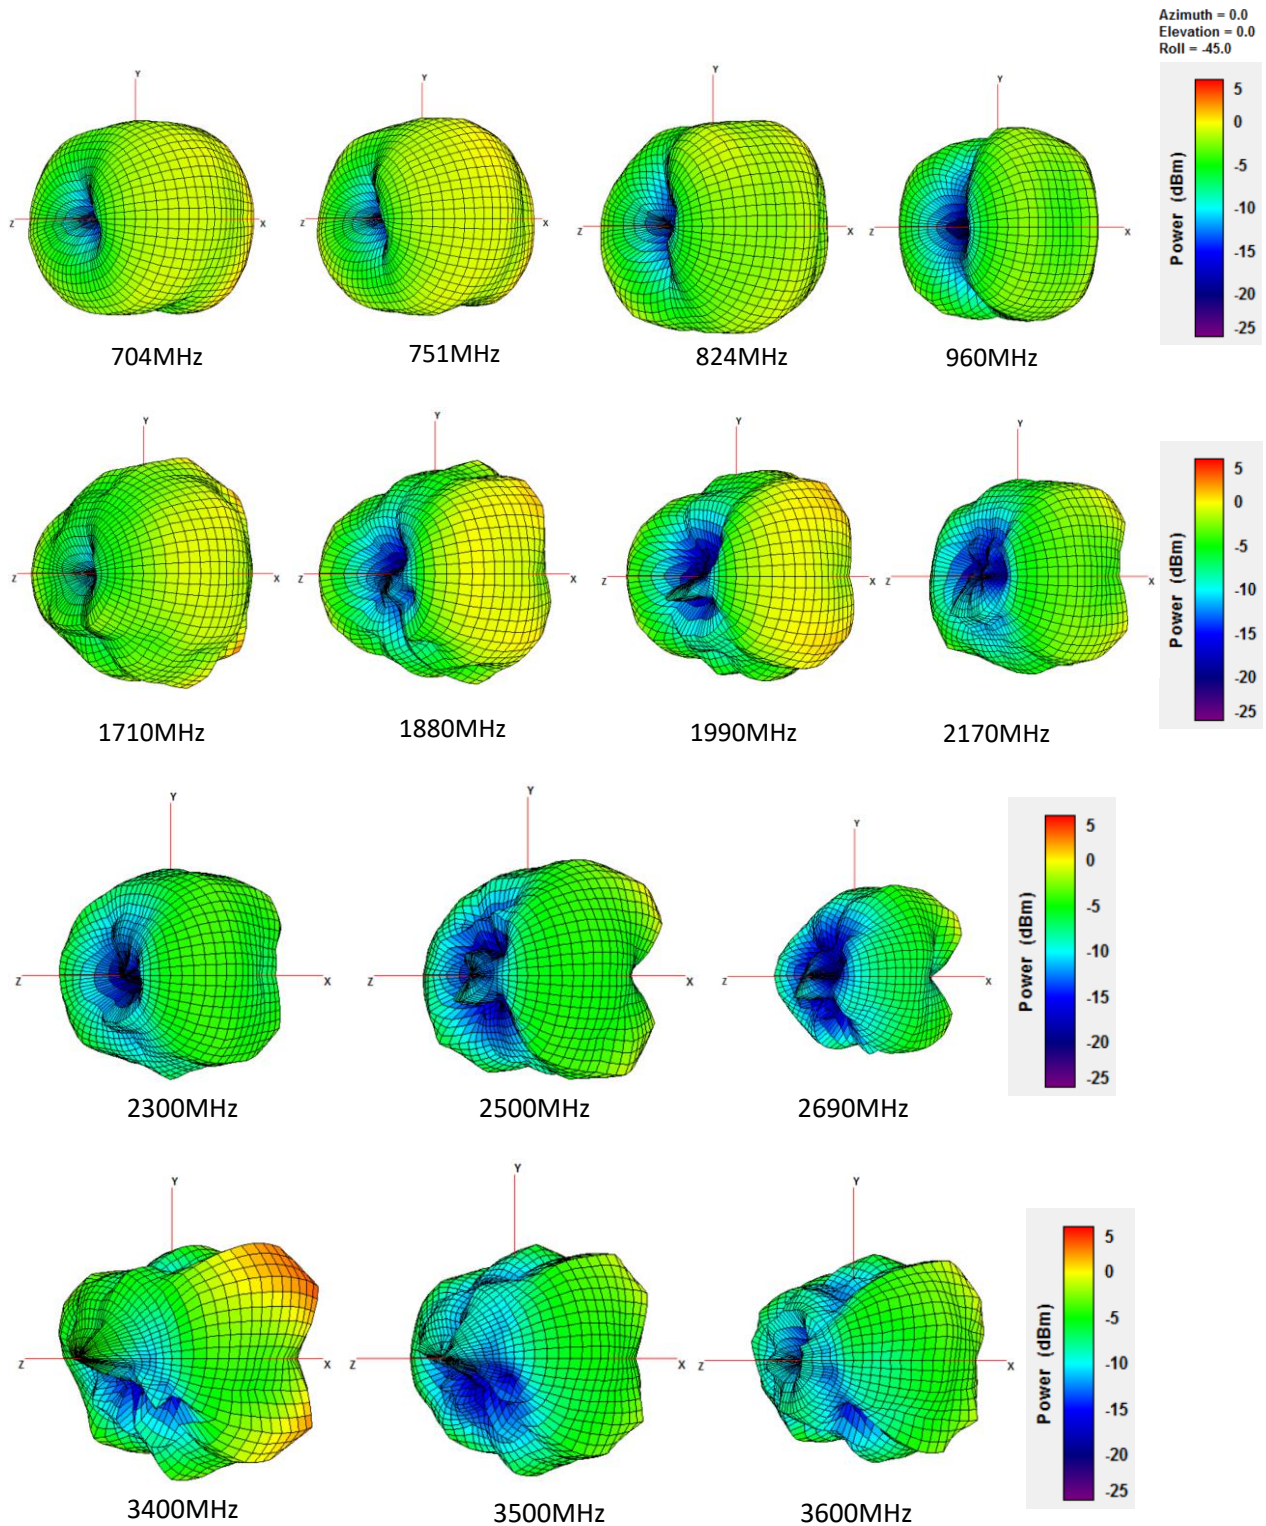 Azimuth = 0.0
Elevation = 0.0
Roll = -45.0
Y
Z
X
Y
Z
X
Y
Z
X
Y
Z
X
Power (dBm)
5
0
-5
-10
-15
-20
-25
704MHz
751MHz
824MHz
960MHz
Y
Z
X
Y
Z
X
Y
Z
X
Y
Z
X
Power (dBm)
5
0
-5
-10
-15
-20
-25
1710MHz
1880MHz
1990MHz
2170MHz
Y
Z
X
Y
Z
X
Y
Z
X
Power (dBm)
5
0
-5
-10
-15
-20
-25
2300MHz
2500MHz
2690MHz
Y
Z
X
Y
Z
X
Y
Z
X
Power (dBm)
5
0
-5
-10
-15
-20
-25
3400MHz
3500MHz
3600MHz